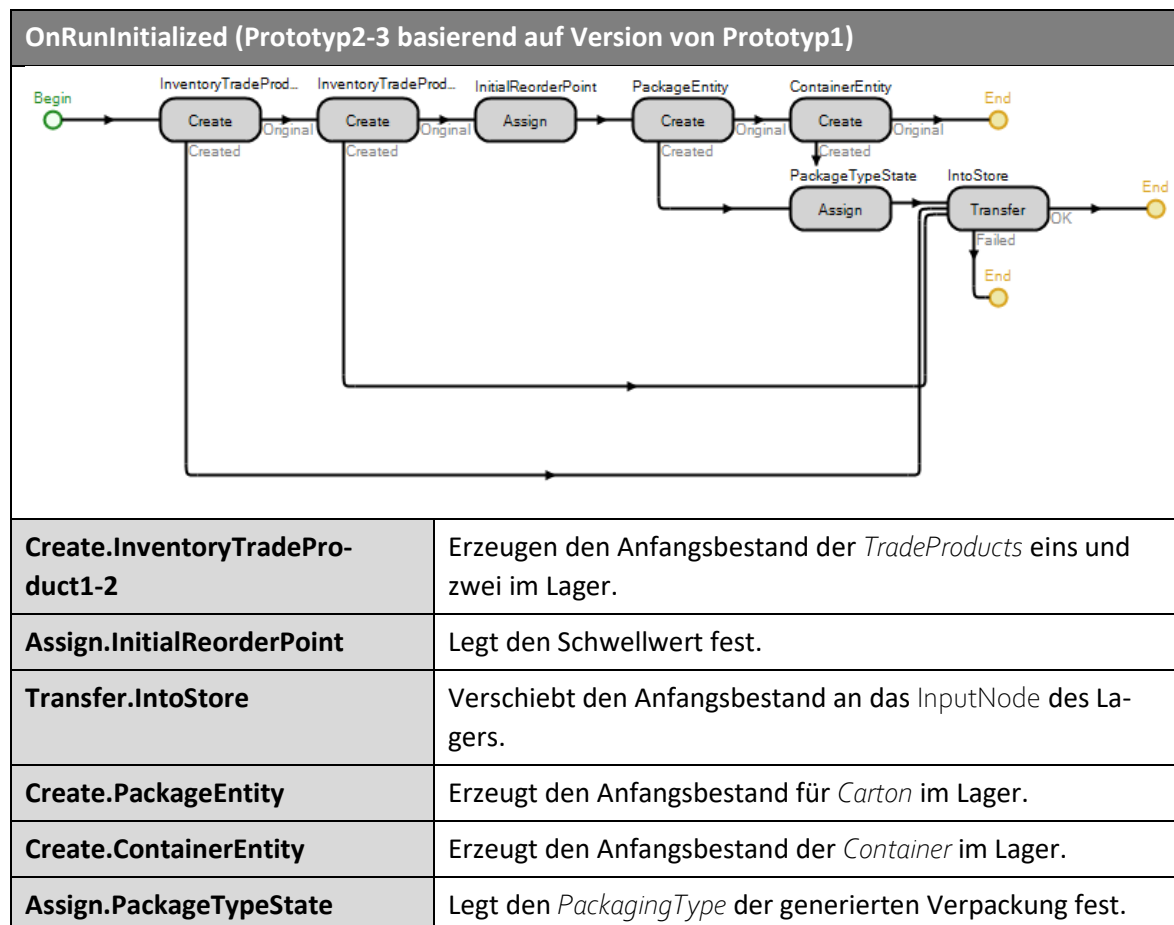 OnRunInitialized (Prototyp2-3 basierend auf Version von Prototyp1)
InventoryTradeProd... InventoryTradeProd... InitialReorderPoint PackageEntity ContainerEntity
Begin End
Create Create Assign Create Create
Original Original Original Original
Created Created Created Created
PackageTypeState IntoStore
End
Assign Transfer
OK
Failed
End
Create.InventoryTradePro-
duct1-2
Erzeugen den Anfangsbestand der TradeProducts eins und
zwei im Lager.
Assign.InitialReorderPoint
Legt den Schwellwert fest.
Transfer.IntoStore
Verschiebt den Anfangsbestand an das InputNode des La-
gers.
Create.PackageEntity
Erzeugt den Anfangsbestand für Carton im Lager.
Create.ContainerEntity
Erzeugt den Anfangsbestand der Container im Lager.
Assign.PackageTypeState
Legt den PackagingType der generierten Verpackung fest.